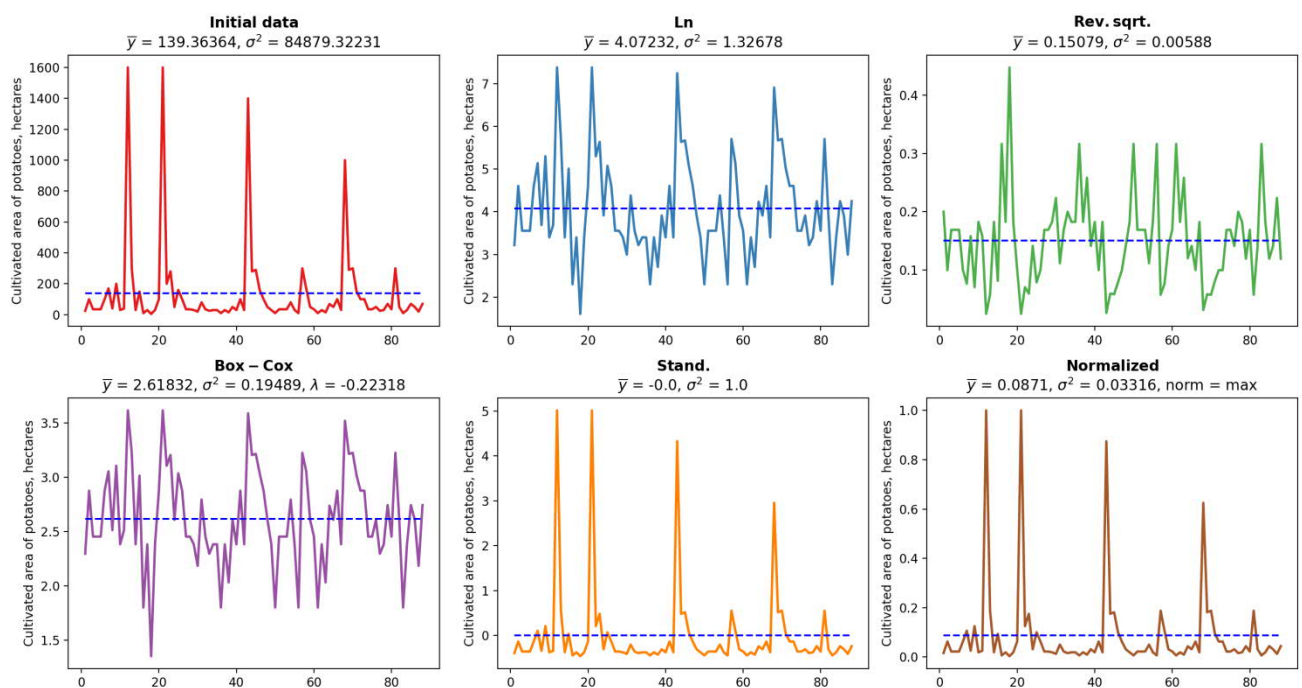 Initial data
y̅ = 139.36364, σ² = 84879.32231
Cultivated area of potatoes, hectares
1600
1400
1200
1000
800
600
400
200
0
0 20 40 60 80
Ln
y̅ = 4.07232, σ² = 1.32678
Cultivated area of potatoes, hectares
7
6
5
4
3
2
0 20 40 60 80
Rev. sqrt.
y̅ = 0.15079, σ² = 0.00588
Cultivated area of potatoes, hectares
0.4
0.3
0.2
0.1
0 20 40 60 80
Box − Cox
y̅ = 2.61832, σ² = 0.19489, λ = -0.22318
Cultivated area of potatoes, hectares
3.5
3.0
2.5
2.0
1.5
0 20 40 60 80
Stand.
y̅ = -0.0, σ² = 1.0
Cultivated area of potatoes, hectares
5
4
3
2
1
0
0 20 40 60 80
Normalized
y̅ = 0.0871, σ² = 0.03316, norm = max
Cultivated area of potatoes, hectares
1.0
0.8
0.6
0.4
0.2
0.0
0 20 40 60 80